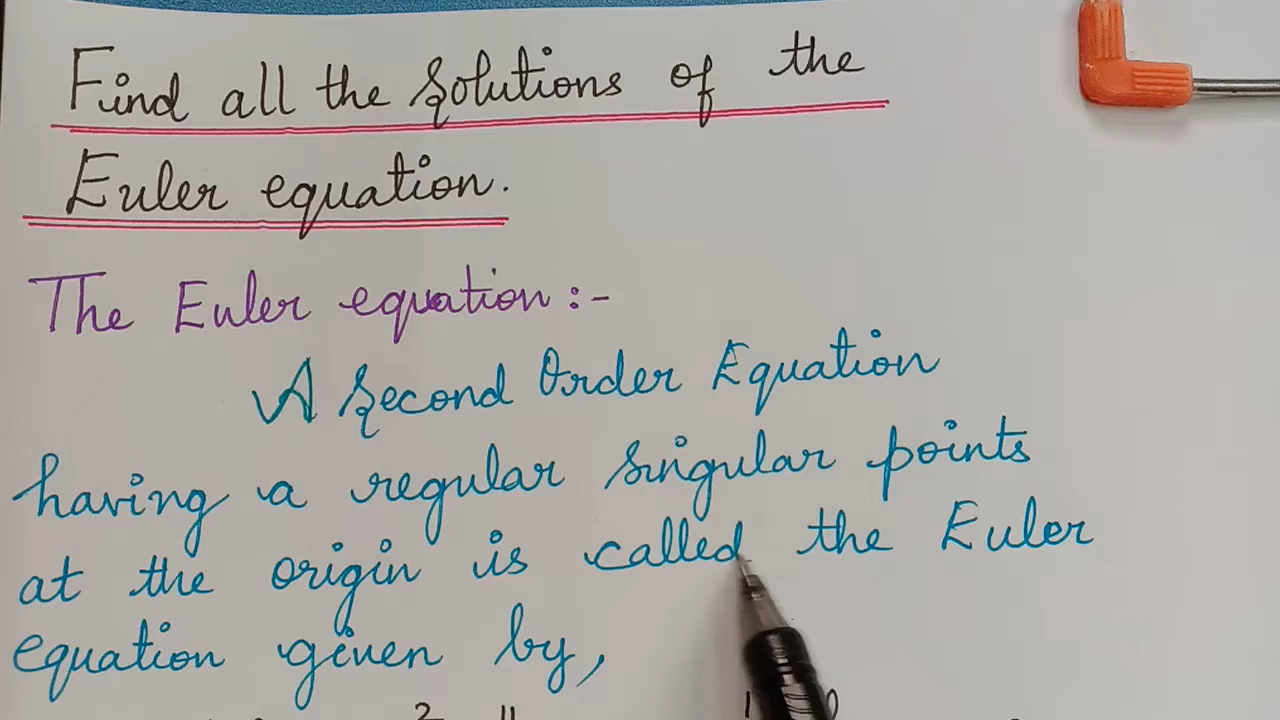 Find all the solutions of the
Euler equation.
The Euler equation:-
A Second Order Equation
having a regular singular points
at the origin is called the Euler
equation given by,